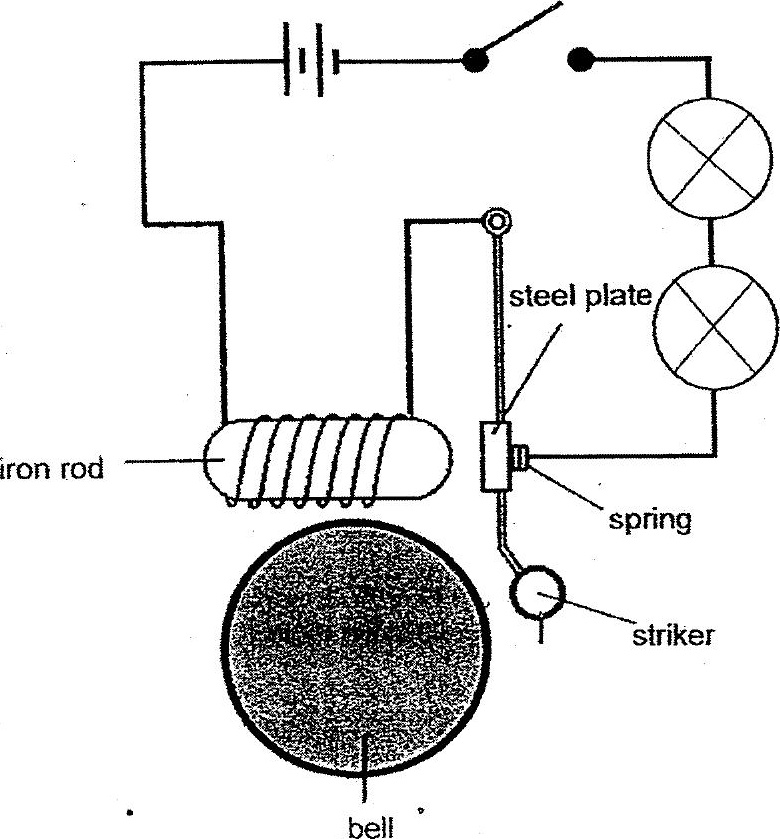 steel plate
iron rod
spring
striker
bell